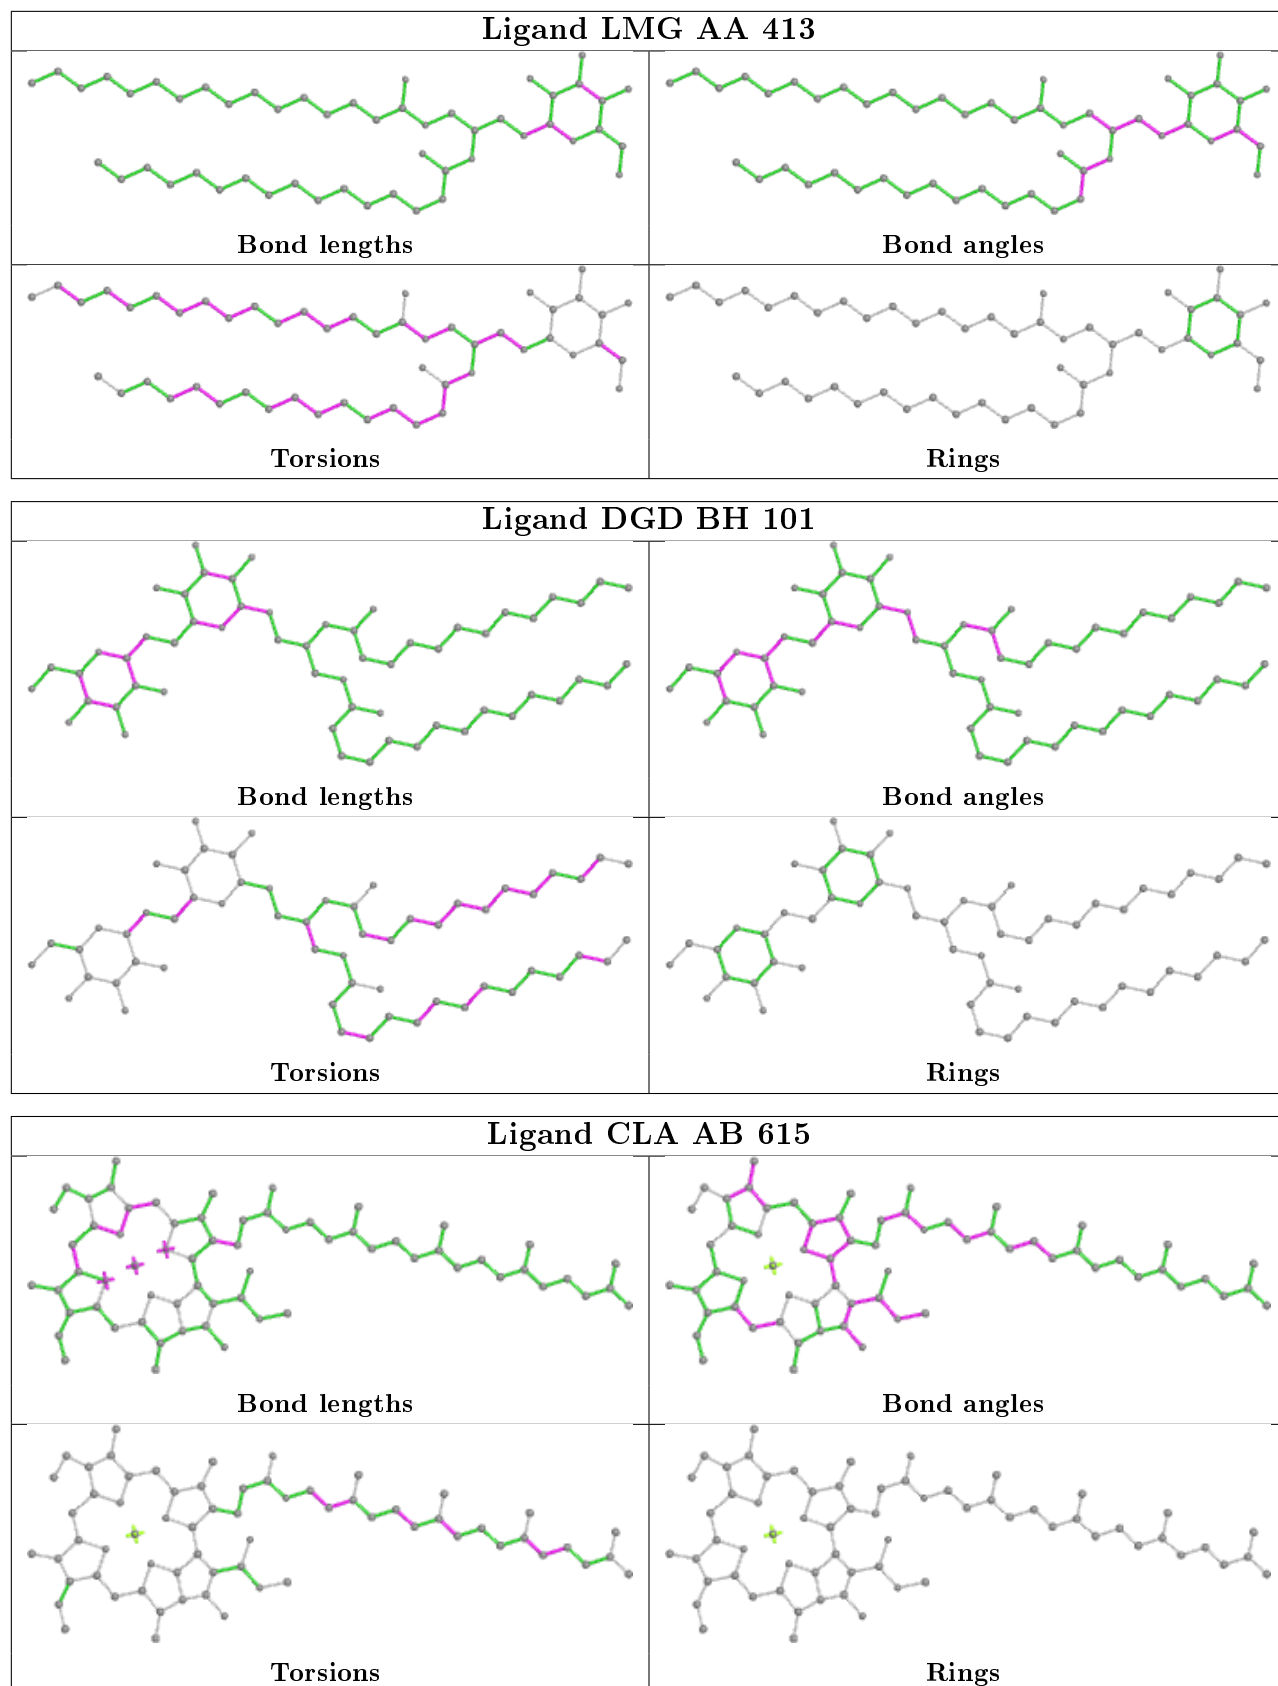 Ligand LMG AA 413
Bond lengths
Bond angles
Torsions
Rings
Ligand DGD BH 101
Bond lengths
Bond angles
Torsions
Rings
Ligand CLA AB 615
Bond lengths
Bond angles
Torsions
Rings